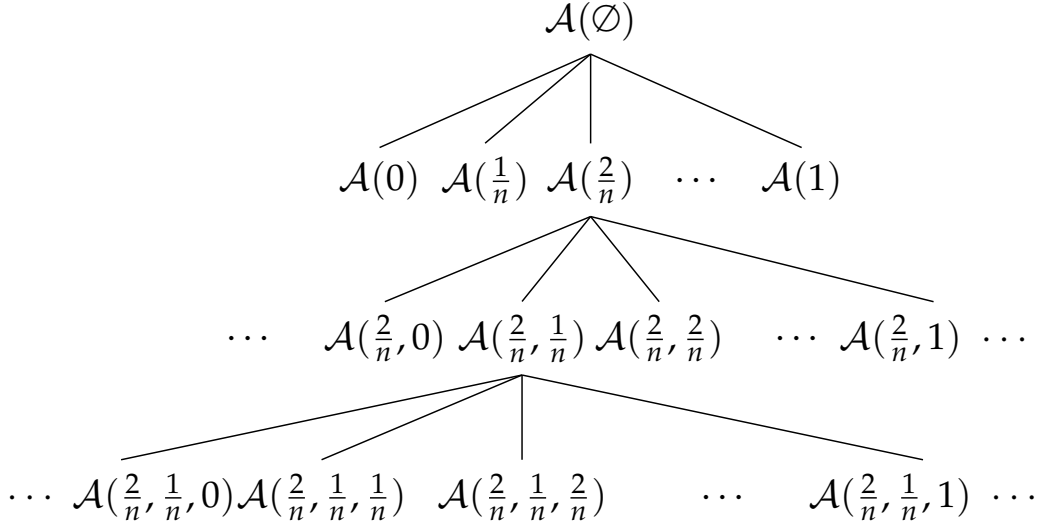 𝒜(∅)
𝒜(0) 𝒜(1/n) 𝒜(2/n) ⋯ 𝒜(1)
⋯ 𝒜(2/n, 0) 𝒜(2/n, 1/n) 𝒜(2/n, 2/n) ⋯ 𝒜(2/n, 1) ⋯
⋯ 𝒜(2/n, 1/n, 0) 𝒜(2/n, 1/n, 1/n) 𝒜(2/n, 1/n, 2/n) ⋯ 𝒜(2/n, 1/n, 1) ⋯